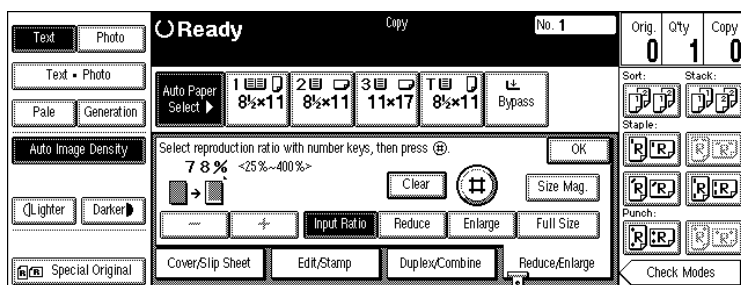 Text
Photo
Text • Photo
Pale
Generation
Auto Image Density
Lighter
Darker
Special Original
Ready
Copy
No. 1
Auto Paper
Select ▶
1
8½×11
2
8½×11
3
11×17
T
8½×11
Bypass
Select reproduction ratio with number keys, then press ⌗.
OK
78% <25%~400%>
Clear
#
Size Mag.
−
+
Input Ratio
Reduce
Enlarge
Full Size
Cover/Slip Sheet
Edit/Stamp
Duplex/Combine
Reduce/Enlarge
Orig.
Q'ty
Copy
0
1
0
Sort:
Stack:
Staple:
Punch:
Check Modes